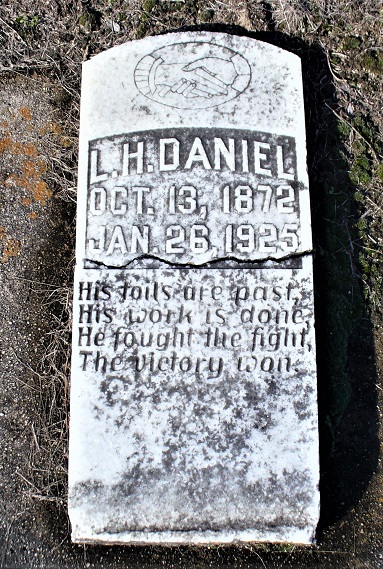 L.H. DANIEL
OCT. 13, 1872
JAN. 26, 1925
His toils are past,
His work is done,
He fought the fight,
The victory won.